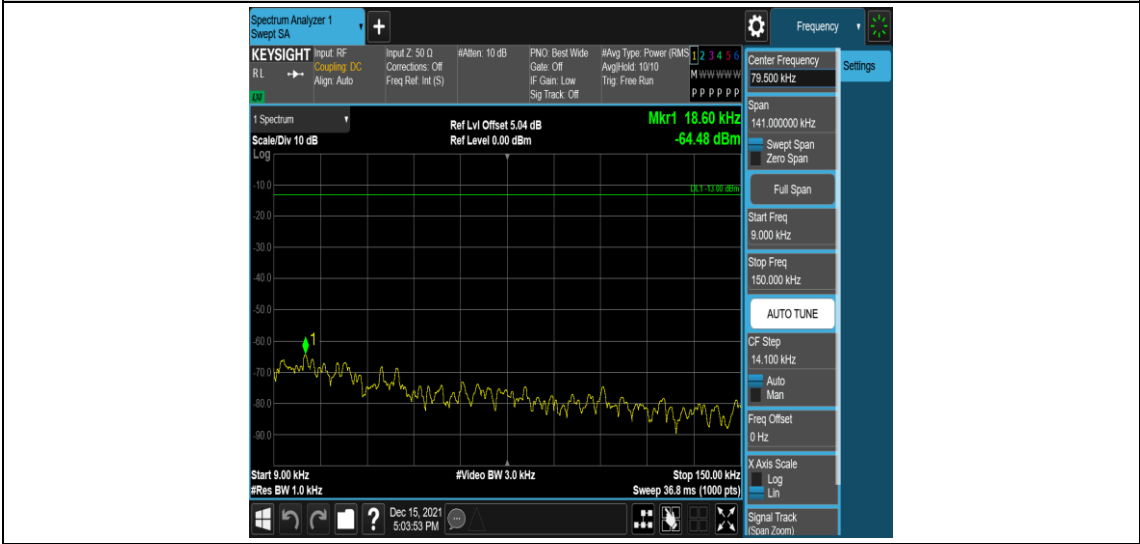 Spectrum Analyzer 1
Swept SA
+
Frequency
KEYSIGHT
RL
Input: RF
Coupling: DC
Align: Auto
Input Z: 50 Ω
Corrections: Off
Freq Ref: Int (S)
#Atten: 10 dB
PNO: Best Wide
Gate: Off
IF Gain: Low
Sig Track: Off
#Avg Type: Power (RMS
Avg|Hold: 10/10
Trig: Free Run
1 2 3 4 5 6
M W W W W W
P P P P P P
1 Spectrum
Scale/Div 10 dB
Log
Ref Lvl Offset 5.04 dB
Ref Level 0.00 dBm
Mkr1 18.60 kHz
-64.48 dBm
DL1 -13.00 dBm
-10.0
-20.0
-30.0
-40.0
-50.0
-60.0
-70.0
-80.0
-90.0
1
Start 9.00 kHz
#Res BW 1.0 kHz
#Video BW 3.0 kHz
Stop 150.00 kHz
Sweep 36.8 ms (1000 pts)
Center Frequency
79.500 kHz
Settings
Span
141.000000 kHz
Swept Span
Zero Span
Full Span
Start Freq
9.000 kHz
Stop Freq
150.000 kHz
AUTO TUNE
CF Step
14.100 kHz
Auto
Man
Freq Offset
0 Hz
X Axis Scale
Log
Lin
Signal Track
(Span Zoom)
?
Dec 15, 2021
5:03:53 PM